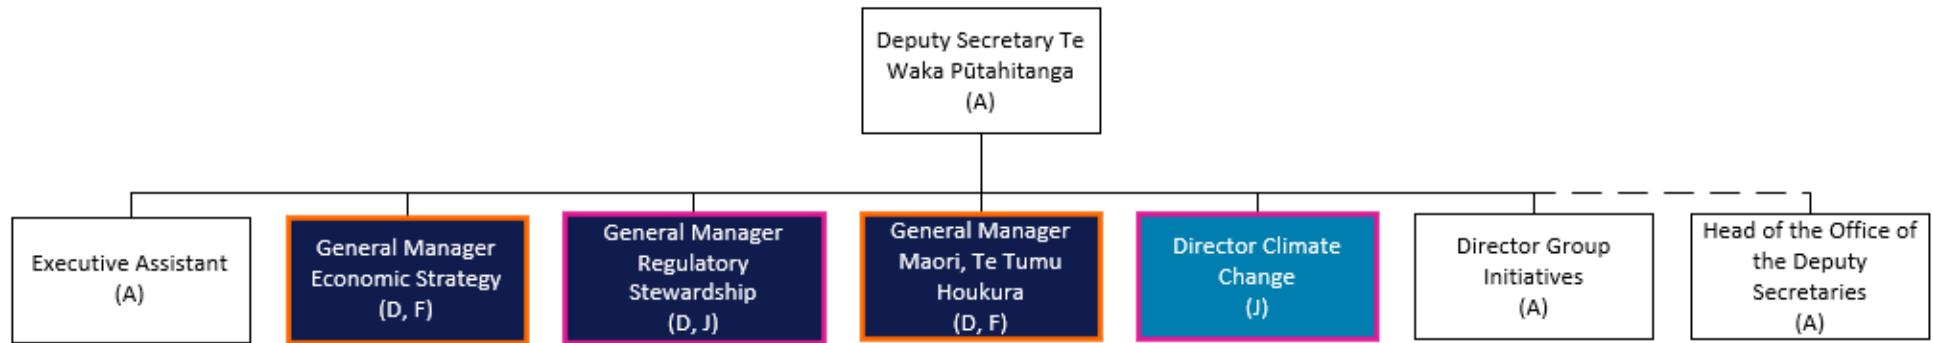 Deputy Secretary Te
Waka Pūtahitanga
(A)
Executive Assistant
(A)
General Manager
Economic Strategy
(D, F)
General Manager
Regulatory
Stewardship
(D, J)
General Manager
Maori, Te Tumu
Houkura
(D, F)
Director Climate
Change
(J)
Director Group
Initiatives
(A)
Head of the Office of
the Deputy
Secretaries
(A)